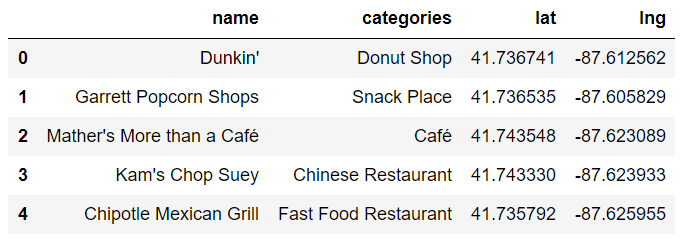 name categories lat lng
0 Dunkin' Donut Shop 41.736741 -87.612562
1 Garrett Popcorn Shops Snack Place 41.736535 -87.605829
2 Mather's More than a Café Café 41.743548 -87.623089
3 Kam's Chop Suey Chinese Restaurant 41.743330 -87.623933
4 Chipotle Mexican Grill Fast Food Restaurant 41.735792 -87.625955